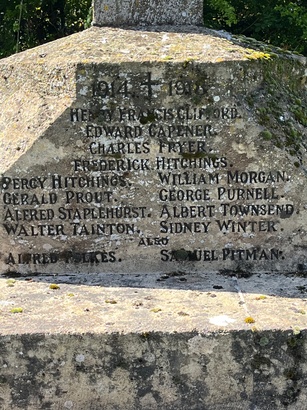 1914 ✝ 1918.
HENRY FRANCIS CLIFFORD.
EDWARD CAPENER.
CHARLES FRYER.
FREDERICK HITCHINGS.
PERCY HITCHINGS. WILLIAM MORGAN.
GERALD PROUT. GEORGE PURNELL.
ALFRED STAPLEHURST. ALBERT TOWNSEND.
WALTER TAINTON. SIDNEY WINTER.
ALSO
ALFRED FOLKES. SAMUEL PITMAN.